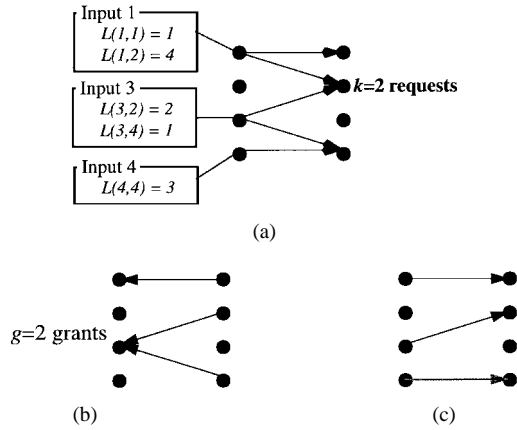 Input 1
L(1,1) = 1
L(1,2) = 4
k=2 requests
Input 3
L(3,2) = 2
L(3,4) = 1
Input 4
L(4,4) = 3
(a)
g=2 grants
(b)
(c)